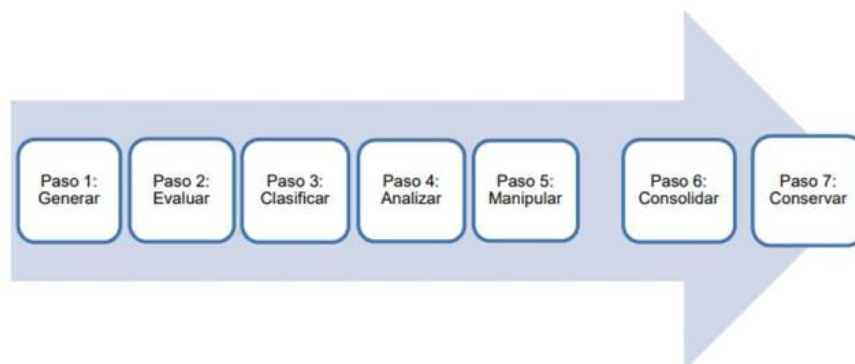 Paso 1:
Generar
Paso 2:
Evaluar
Paso 3:
Clasificar
Paso 4:
Analizar
Paso 5:
Manipular
Paso 6:
Consolidar
Paso 7:
Conservar